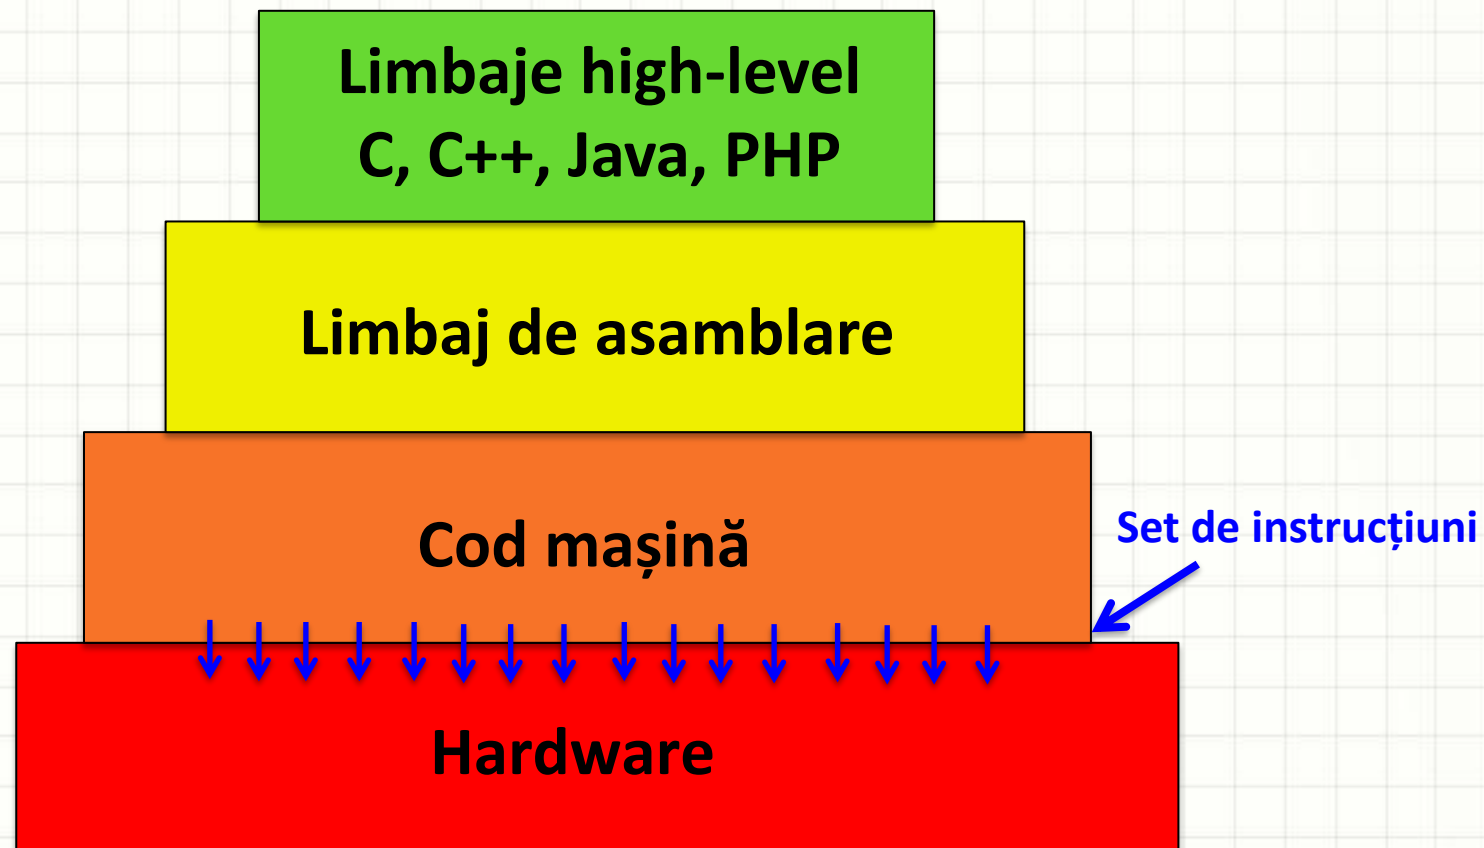 Limbaje high-level
C, C++, Java, PHP
Limbaj de asamblare
Cod mașină
Set de instrucțiuni
Hardware